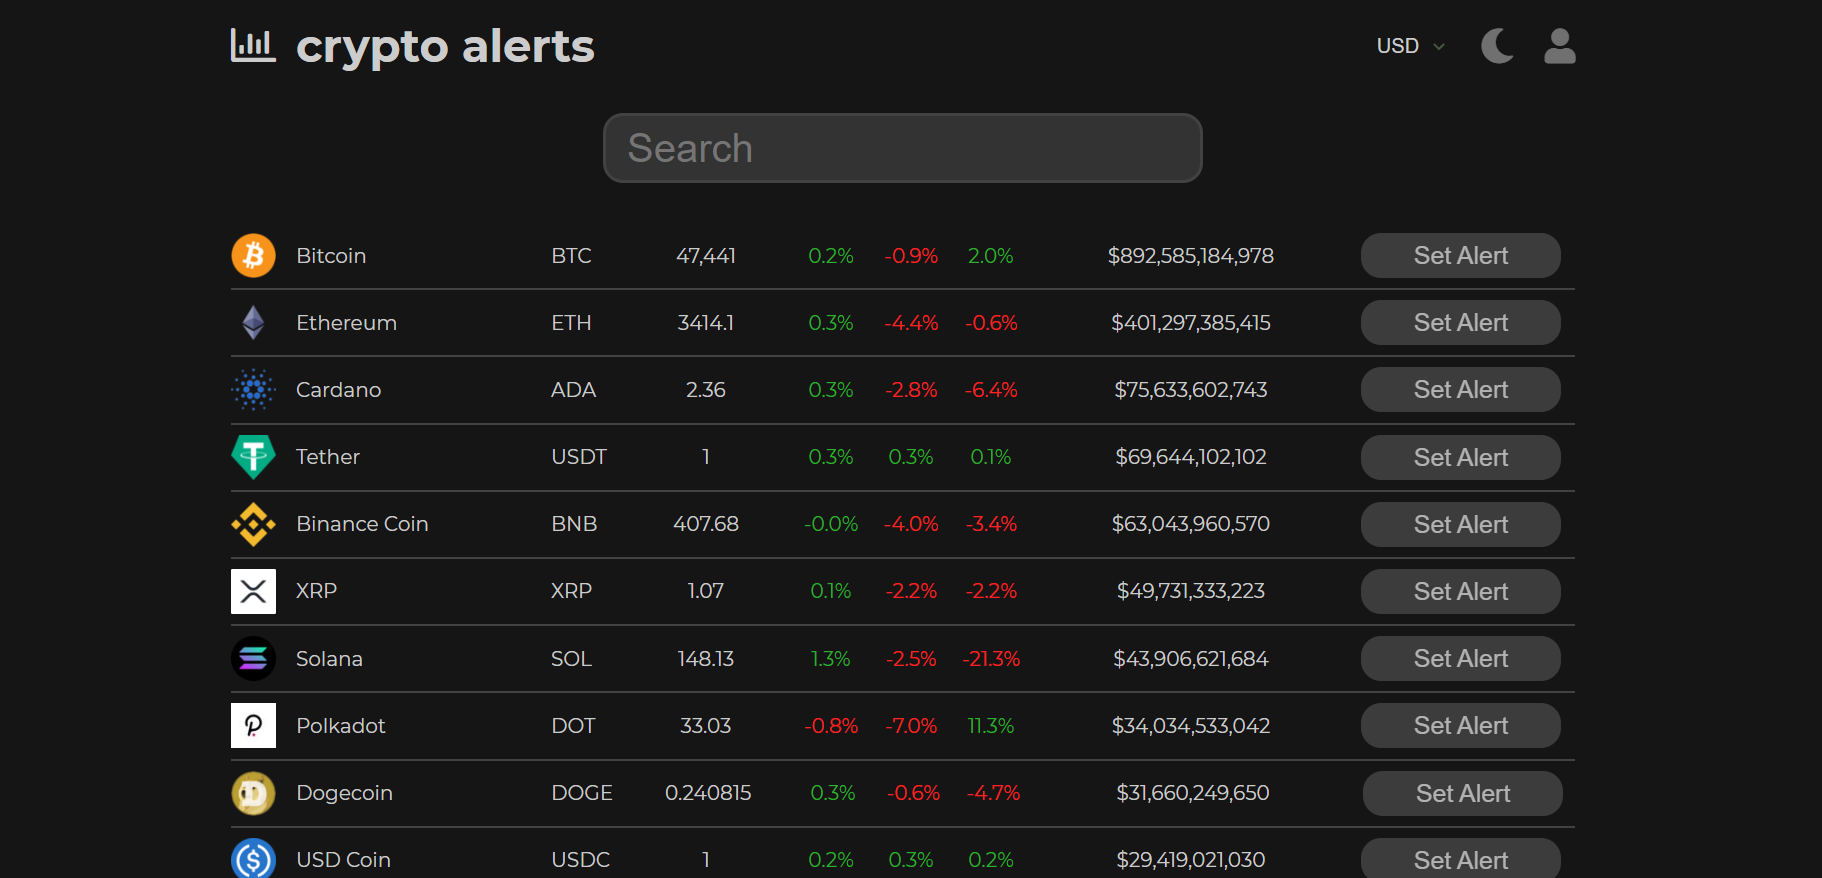 crypto alerts USD
Search
Bitcoin BTC 47,441 0.2% -0.9% 2.0% $892,585,184,978 Set Alert
Ethereum ETH 3414.1 0.3% -4.4% -0.6% $401,297,385,415 Set Alert
Cardano ADA 2.36 0.3% -2.8% -6.4% $75,633,602,743 Set Alert
Tether USDT 1 0.3% 0.3% 0.1% $69,644,102,102 Set Alert
Binance Coin BNB 407.68 -0.0% -4.0% -3.4% $63,043,960,570 Set Alert
XRP XRP 1.07 0.1% -2.2% -2.2% $49,731,333,223 Set Alert
Solana SOL 148.13 1.3% -2.5% -21.3% $43,906,621,684 Set Alert
Polkadot DOT 33.03 -0.8% -7.0% 11.3% $34,034,533,042 Set Alert
Dogecoin DOGE 0.240815 0.3% -0.6% -4.7% $31,660,249,650 Set Alert
USD Coin USDC 1 0.2% 0.3% 0.2% $29,419,021,030 Set Alert